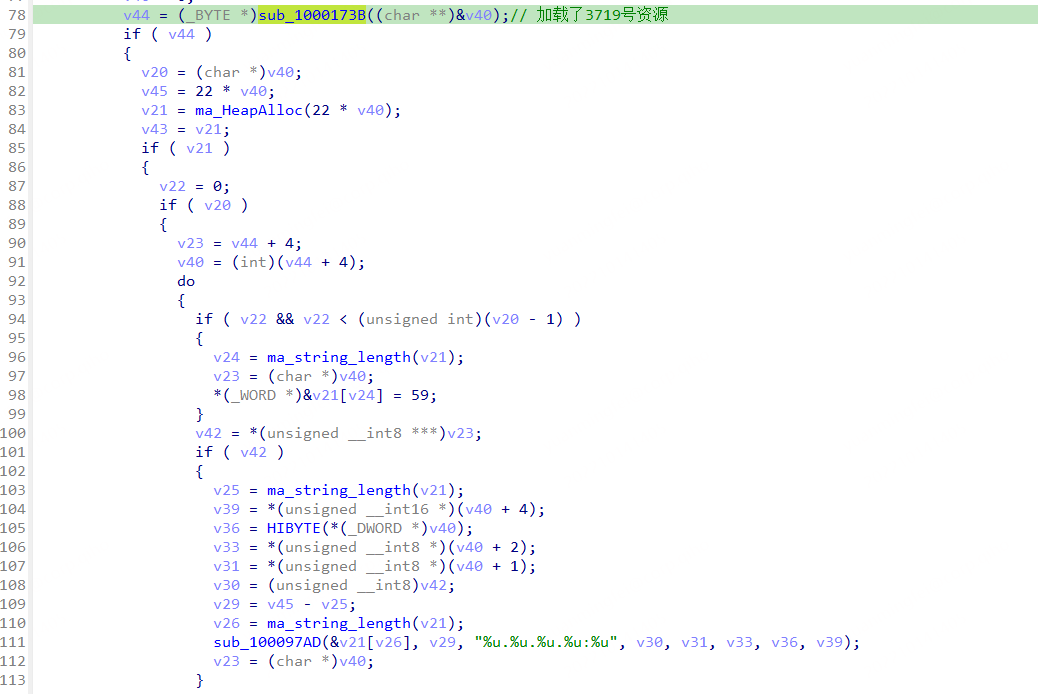 78 v44 = (_BYTE *)sub_1000173B((char **)&v40);// 加载了3719号资源
79 if ( v44 )
80 {
81 v20 = (char *)v40;
82 v45 = 22 * v40;
83 v21 = ma_HeapAlloc(22 * v40);
84 v43 = v21;
85 if ( v21 )
86 {
87 v22 = 0;
88 if ( v20 )
89 {
90 v23 = v44 + 4;
91 v40 = (int)(v44 + 4);
92 do
93 {
94 if ( v22 && v22 < (unsigned int)(v20 - 1) )
95 {
96 v24 = ma_string_length(v21);
97 v23 = (char *)v40;
98 *(_WORD *)&v21[v24] = 59;
99 }
100 v42 = *(unsigned __int8 ***)v23;
101 if ( v42 )
102 {
103 v25 = ma_string_length(v21);
104 v39 = *(unsigned __int16 *)(v40 + 4);
105 v36 = HIBYTE(*(_DWORD *)v40);
106 v33 = *(unsigned __int8 *)(v40 + 2);
107 v31 = *(unsigned __int8 *)(v40 + 1);
108 v30 = (unsigned __int8)v42;
109 v29 = v45 - v25;
110 v26 = ma_string_length(v21);
111 sub_100097AD(&v21[v26], v29, "%u.%u.%u.%u:%u", v30, v31, v33, v36, v39);
112 v23 = (char *)v40;
113 }